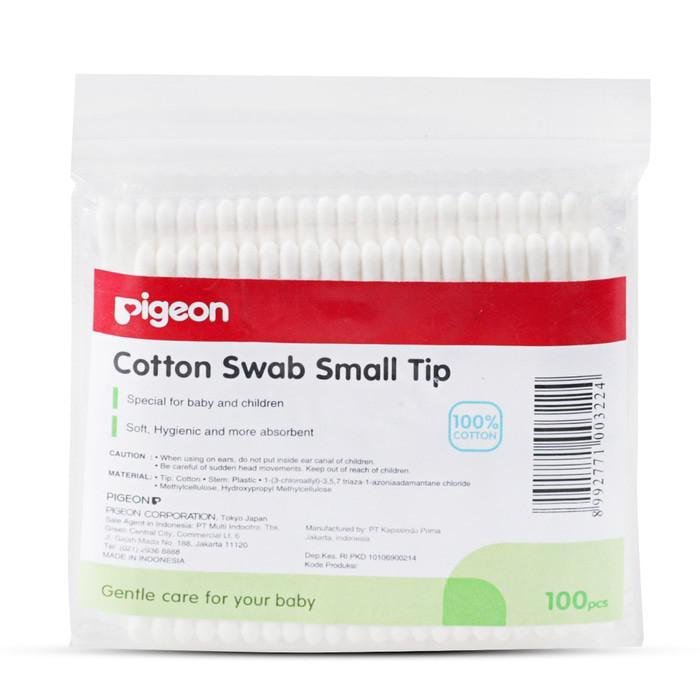 Pigeon
Cotton Swab Small Tip
Special for baby and children
Soft, Hygienic and more absorbent
100%
COTTON
CAUTION : • When using on ears, do not put inside ear canal of children.
• Be careful of sudden head movements. Keep out of reach of children.
MATERIAL: • Tip: Cotton • Stem: Plastic • 1-(3-chloroallyl)-3,5,7 triaza-1-azoniaadamantane chloride
• Methylcellulose, Hydroxypropyl Methylcellulose
PIGEON
PIGEON CORPORATION, Tokyo Japan
Sale Agent in Indonesia: PT Multi Indocitra, Tbk
Green Central City, Commercial Lt. 6
Jl. Gajah Mada No. 188, Jakarta 11120
Tel: (021) 2936 8888
MADE IN INDONESIA
Manufactured by: PT Kapasindo Prima
Jakarta, Indonesia
Dep.Kes. RI PKD 10106900214
Kode Produksi:
8992771003224
Gentle care for your baby
100pcs